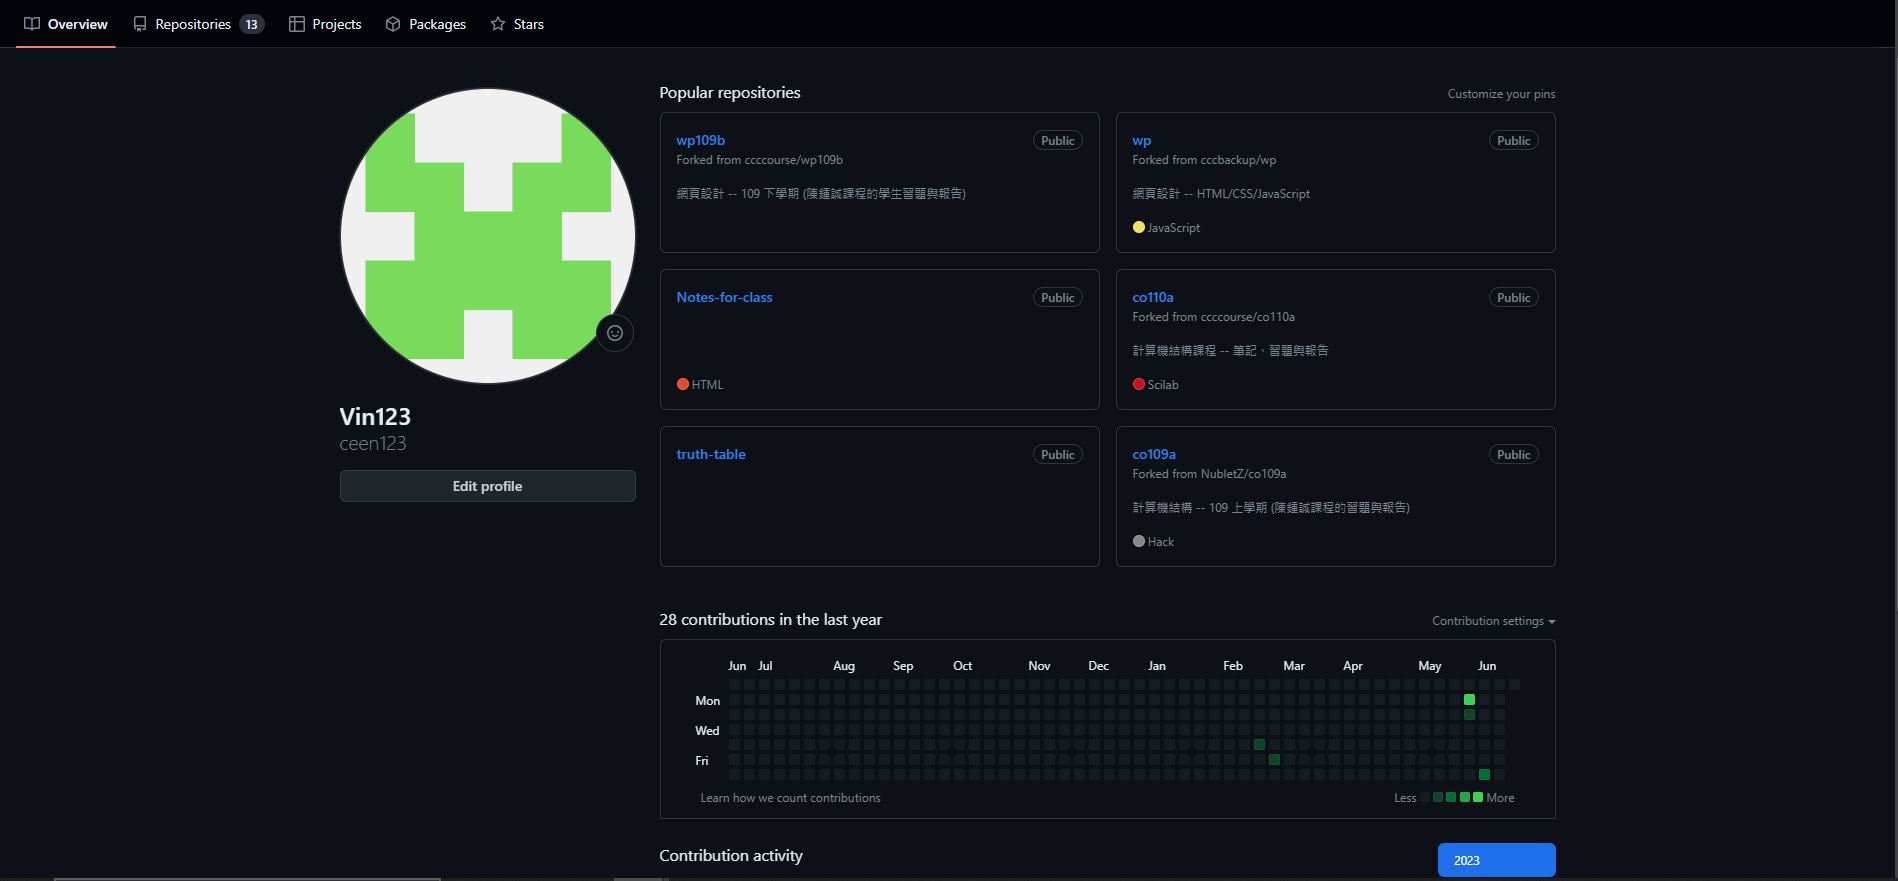 Overview
Repositories 13
Projects
Packages
Stars
Vin123
ceen123
Edit profile
Popular repositories
Customize your pins
wp109b
Public
Forked from ccccourse/wp109b
網頁設計 -- 109 下學期 (陳鍾誠課程的學生習題與報告)
wp
Public
Forked from cccbackup/wp
網頁設計 -- HTML/CSS/JavaScript
JavaScript
Notes-for-class
Public
HTML
co110a
Public
Forked from ccccourse/co110a
計算機結構課程 -- 筆記、習題與報告
Scilab
truth-table
Public
co109a
Public
Forked from NubletZ/co109a
計算機結構 -- 109 上學期 (陳鍾誠課程的習題與報告)
Hack
28 contributions in the last year
Contribution settings
Jun Jul Aug Sep Oct Nov Dec Jan Feb Mar Apr May Jun
Mon
Wed
Fri
Learn how we count contributions
Less More
Contribution activity
2023